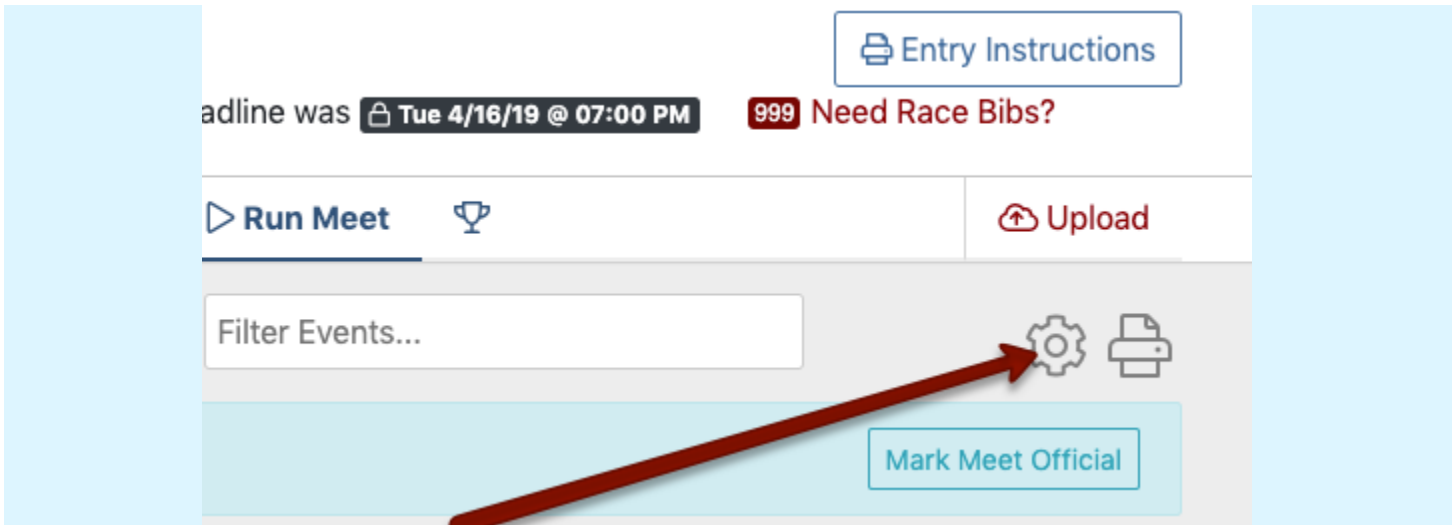 Entry Instructions
adline was Tue 4/16/19 @ 07:00 PM 999 Need Race Bibs?
Run Meet Upload
Filter Events...
Mark Meet Official